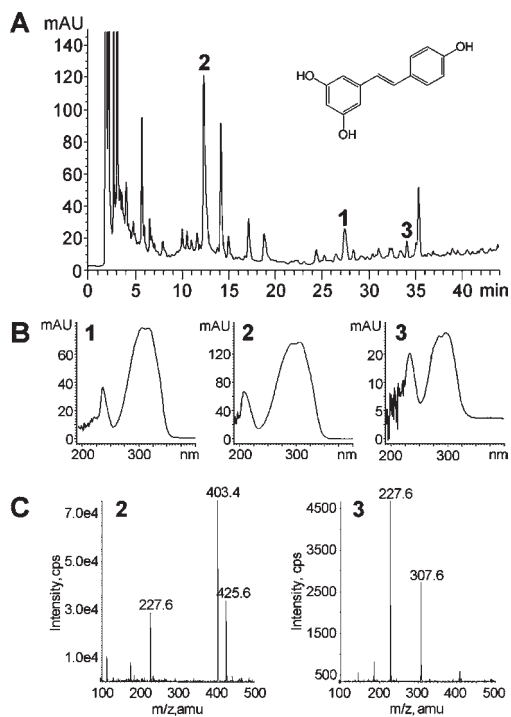 A
mAU
140
120
100
80
60
40
20
0
2
1
3
HO
OH
OH
0 5 10 15 20 25 30 35 40 min
B
mAU
1
60
40
20
0
200 300 nm
mAU
2
120
80
40
0
200 300 nm
mAU
3
20
15
10
5
0
200 300 nm
C
Intensity, cps
7.0e4
5.0e4
3.0e4
1.0e4
2
403.4
425.6
227.6
100 200 300 400 500
m/z, amu
Intensity, cps
4500
3500
2500
1500
500
3
227.6
307.6
100 200 300 400 500
m/z, amu